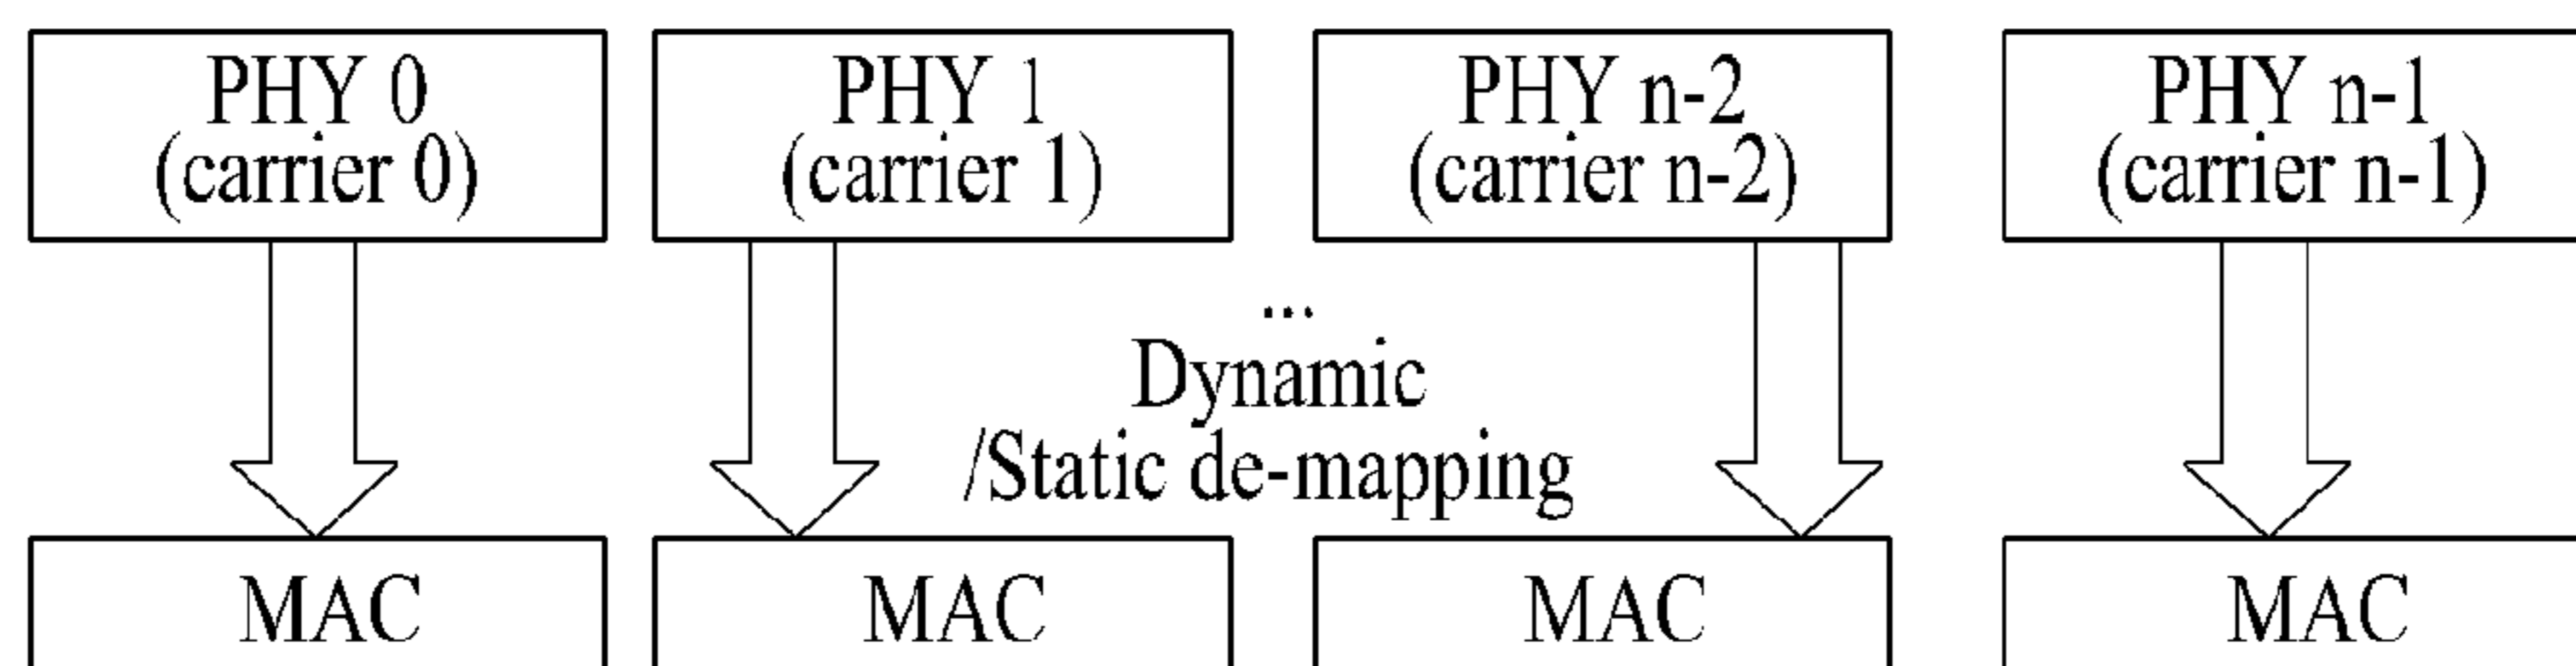 PHY 0
(carrier 0)
PHY 1
(carrier 1)
PHY n-2
(carrier n-2)
PHY n-1
(carrier n-1)
...
Dynamic
/Static de-mapping
MAC
MAC
MAC
MAC